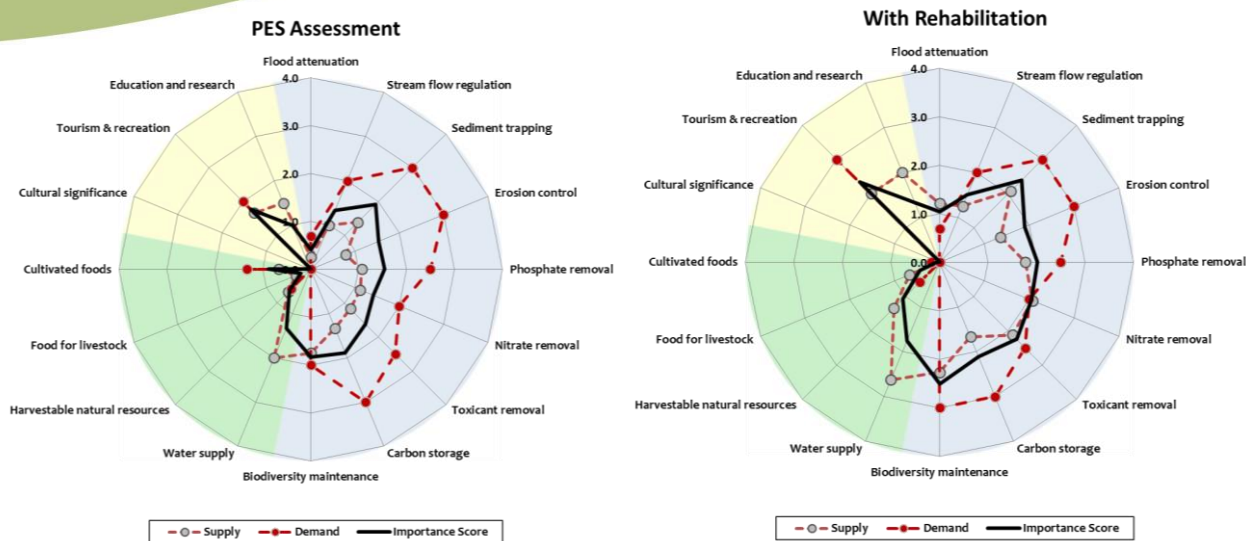 PES Assessment
Flood attenuation
4.0
Education and research
Stream flow regulation
3.0
Tourism & recreation
Sediment trapping
2.0
Cultural significance
Erosion control
Cultivated foods
Phosphate removal
Food for livestock
Nitrate removal
Harvestable natural resources
Toxicant removal
Water supply
Carbon storage
Biodiversity maintenance
Supply Demand Importance Score
With Rehabilitation
Flood attenuation
4.0
Education and research
Stream flow regulation
3.0
Tourism & recreation
Sediment trapping
2.0
Cultural significance
Erosion control
1.0
Cultivated foods
0.0
Phosphate removal
Food for livestock
Nitrate removal
Harvestable natural resources
Toxicant removal
Water supply
Carbon storage
Biodiversity maintenance
Supply Demand Importance Score